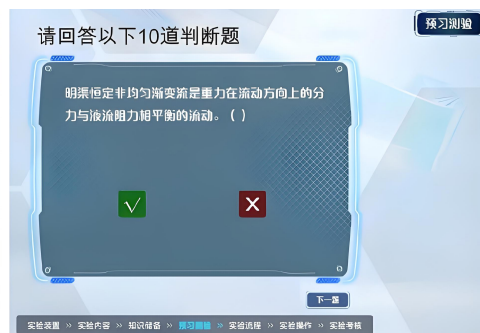 请回答以下10道判断题
预习测验
明渠恒定非均匀渐变流是重力在流动方向上的分
力与液流阻力相平衡的流动。()
√
X
下一题
实验装置 >> 实验内容 >> 知识储备 >> 预习测验 >> 实验流程 >> 实验操作 >> 实验考核